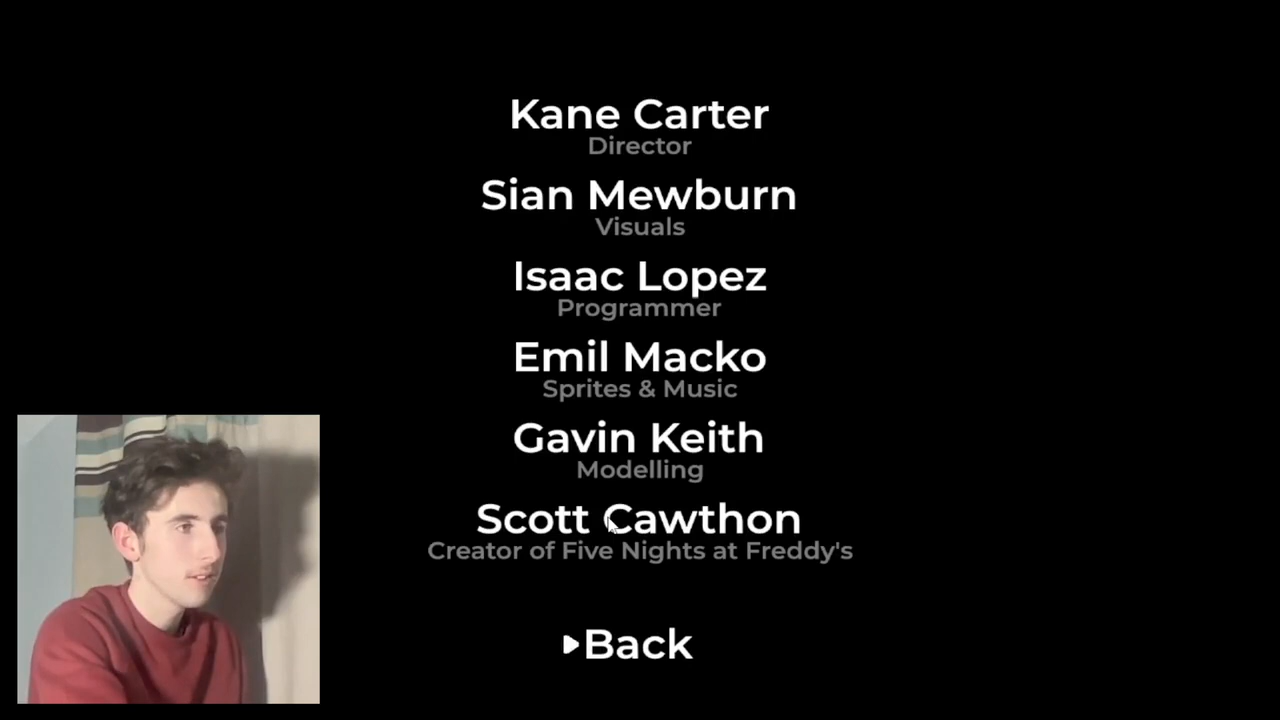 Kane Carter
Director
Sian Mewburn
Visuals
Isaac Lopez
Programmer
Emil Macko
Sprites & Music
Gavin Keith
Modelling
Scott Cawthon
Creator of Five Nights at Freddy's
Back